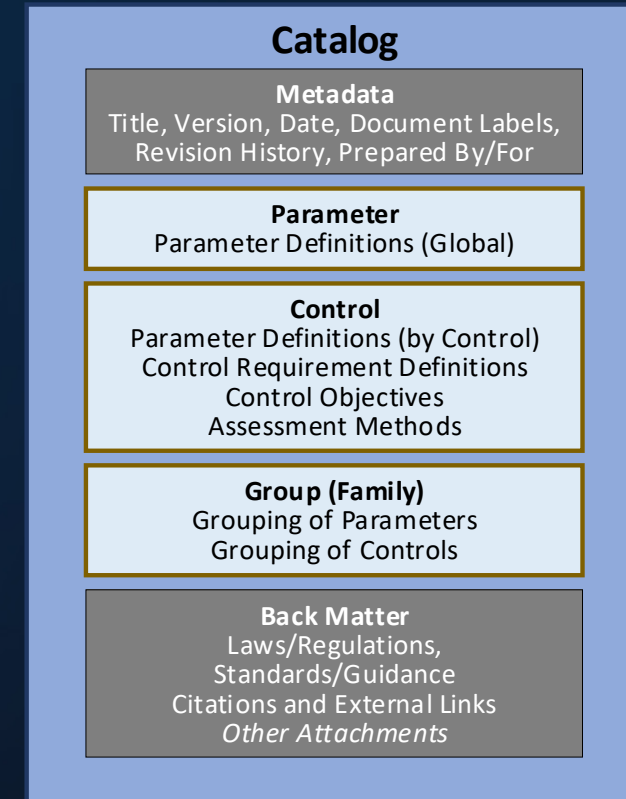 Catalog
Metadata
Title, Version, Date, Document Labels,
Revision History, Prepared By/For
Parameter
Parameter Definitions (Global)
Control
Parameter Definitions (by Control)
Control Requirement Definitions
Control Objectives
Assessment Methods
Group (Family)
Grouping of Parameters
Grouping of Controls
Back Matter
Laws/Regulations,
Standards/Guidance
Citations and External Links
Other Attachments